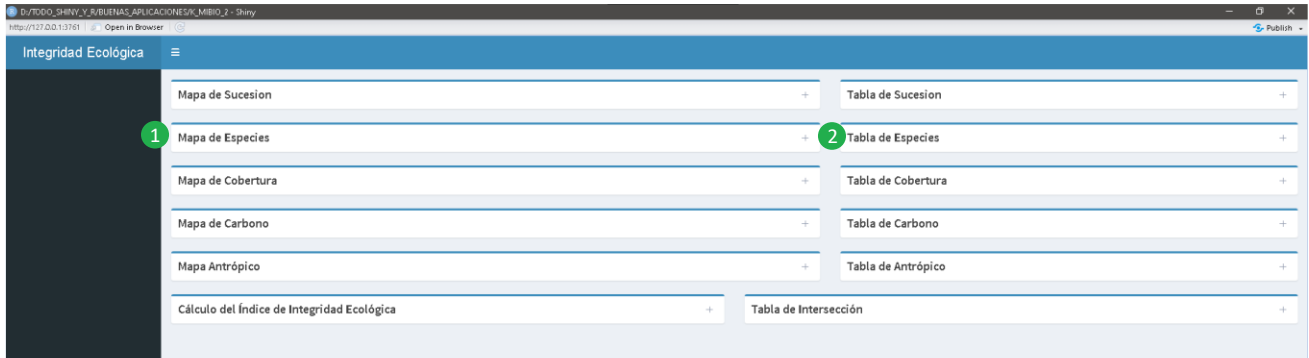 D:/TODO_SHINY_Y_R/BUENAS_APLICACIONES/K_MIBIO_2 - Shiny
http://127.0.0.1:3761 Open in Browser Publish
Integridad Ecológica
Mapa de Sucesion Tabla de Sucesion
1 Mapa de Especies 2 Tabla de Especies
Mapa de Cobertura Tabla de Cobertura
Mapa de Carbono Tabla de Carbono
Mapa Antrópico Tabla de Antrópico
Cálculo del Índice de Integridad Ecológica Tabla de Intersección